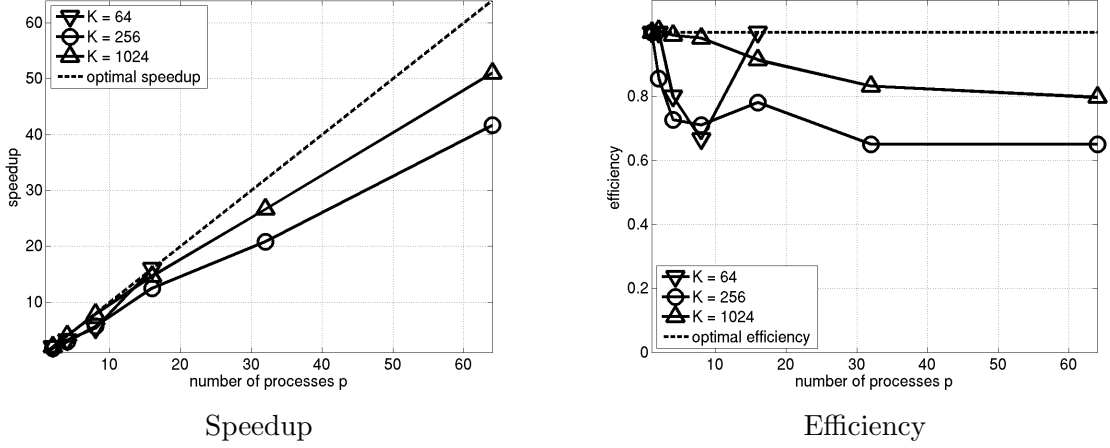 60
50
40
30
20
10
speedup
K = 64
K = 256
K = 1024
optimal speedup
10 20 30 40 50 60
number of processes p
Speedup
0.8
0.6
0.4
0.2
0
efficiency
K = 64
K = 256
K = 1024
optimal efficiency
10 20 30 40 50 60
number of processes p
Efficiency